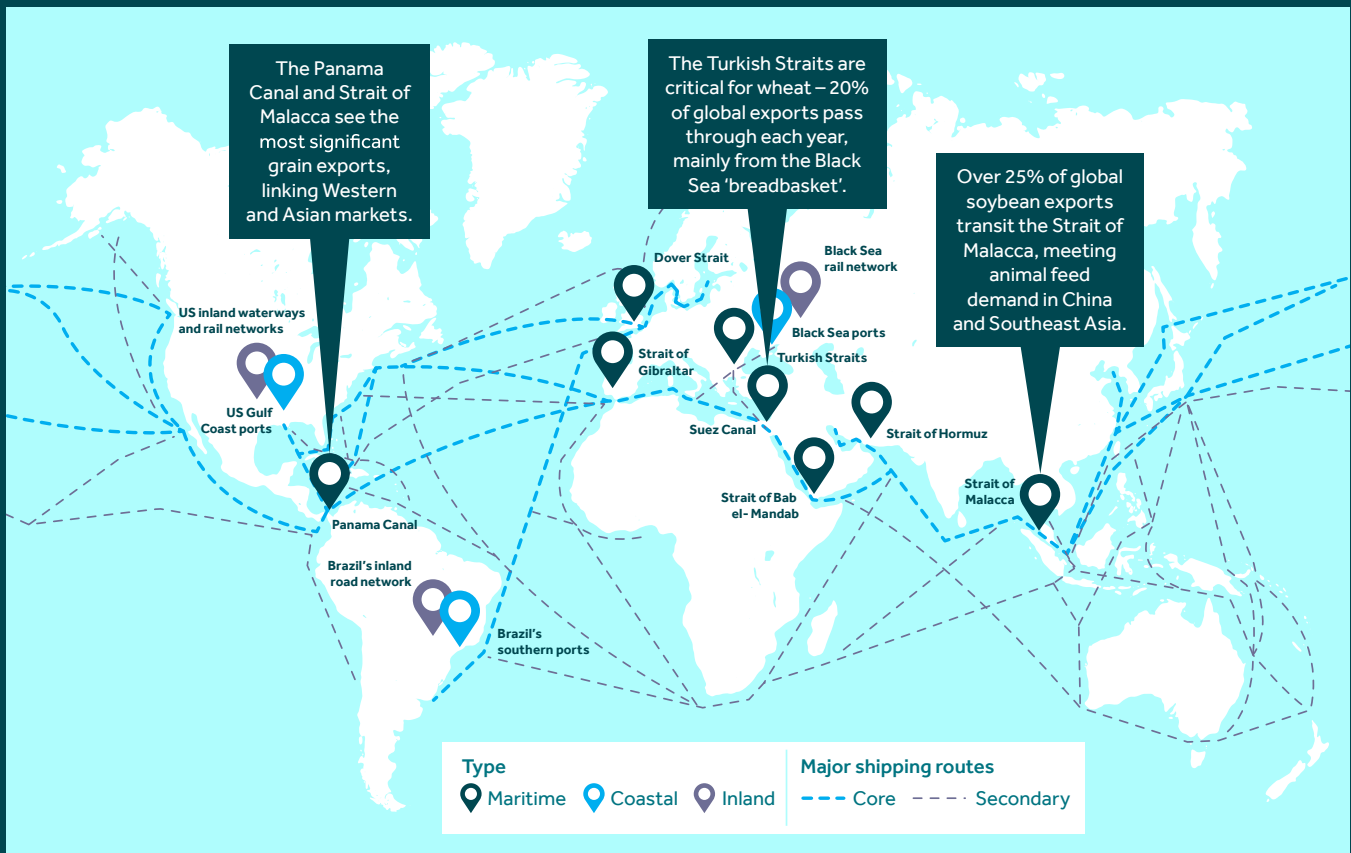 The Panama
Canal and Strait of
Malacca see the
most significant
grain exports,
linking Western
and Asian markets.
The Turkish Straits are
critical for wheat – 20%
of global exports pass
through each year,
mainly from the Black
Sea ‘breadbasket’.
Over 25% of global
soybean exports
transit the Strait of
Malacca, meeting
animal feed
demand in China
and Southeast Asia.
Dover Strait
Black Sea
rail network
US inland waterways
and rail networks
Black Sea ports
Strait of
Gibraltar
Turkish Straits
US Gulf
Coast ports
Suez Canal
Strait of Hormuz
Strait of Bab
el- Mandab
Strait of
Malacca
Panama Canal
Brazil’s inland
road network
Brazil’s
southern ports
Type
Maritime
Coastal
Inland
Major shipping routes
Core
Secondary